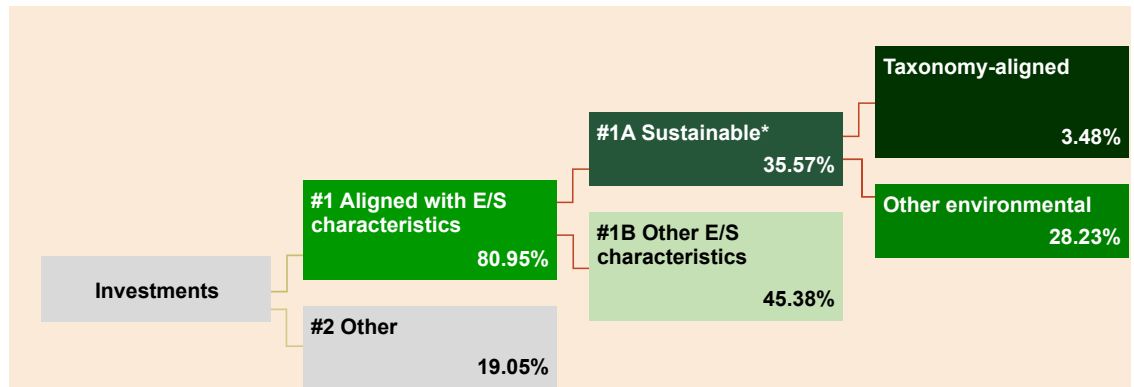 Investments
#1 Aligned with E/S
characteristics
80.95%
#2 Other
19.05%
#1A Sustainable*
35.57%
#1B Other E/S
characteristics
45.38%
Taxonomy-aligned
3.48%
Other environmental
28.23%